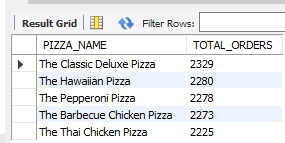 Result Grid Filter Rows:
PIZZA_NAME TOTAL_ORDERS
The Classic Deluxe Pizza 2329
The Hawaiian Pizza 2280
The Pepperoni Pizza 2278
The Barbecue Chicken Pizza 2273
The Thai Chicken Pizza 2225